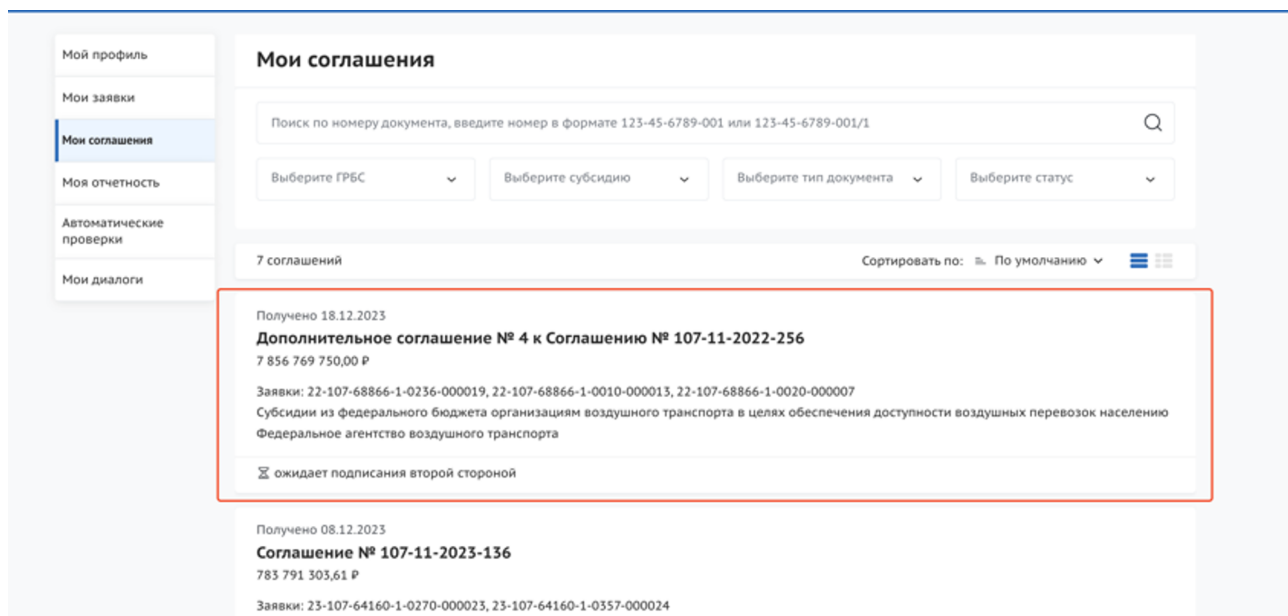 Мой профиль
Мои заявки
Мои соглашения
Моя отчетность
Автоматические
проверки
Мои диалоги
Мои соглашения
Поиск по номеру документа, введите номер в формате 123-45-6789-001 или 123-45-6789-001/1
Выберите ГРБС
Выберите субсидию
Выберите тип документа
Выберите статус
7 соглашений
Сортировать по: По умолчанию
Получено 18.12.2023
Дополнительное соглашение № 4 к Соглашению № 107-11-2022-256
7 856 769 750,00 ₽
Заявки: 22-107-68866-1-0236-000019, 22-107-68866-1-0010-000013, 22-107-68866-1-0020-000007
Субсидии из федерального бюджета организациям воздушного транспорта в целях обеспечения доступности воздушных перевозок населению
Федеральное агентство воздушного транспорта
ожидает подписания второй стороной
Получено 08.12.2023
Соглашение № 107-11-2023-136
783 791 303,61 ₽
Заявки: 23-107-64160-1-0270-000023, 23-107-64160-1-0357-000024